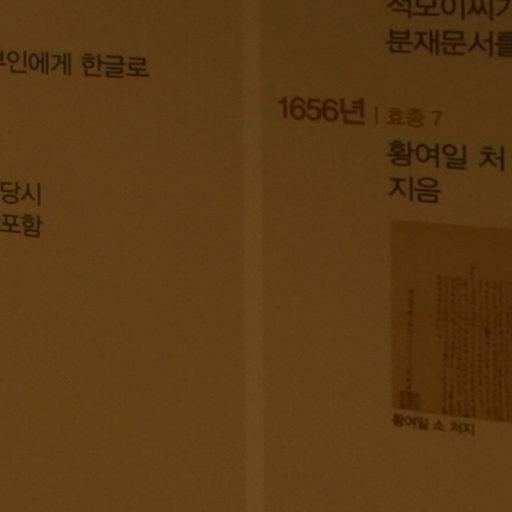 부인에게 한글로
당시
포함
적모이씨가
분재문서를
1656년 | 효종 7
황여일 처
지음
황여일 소 처지